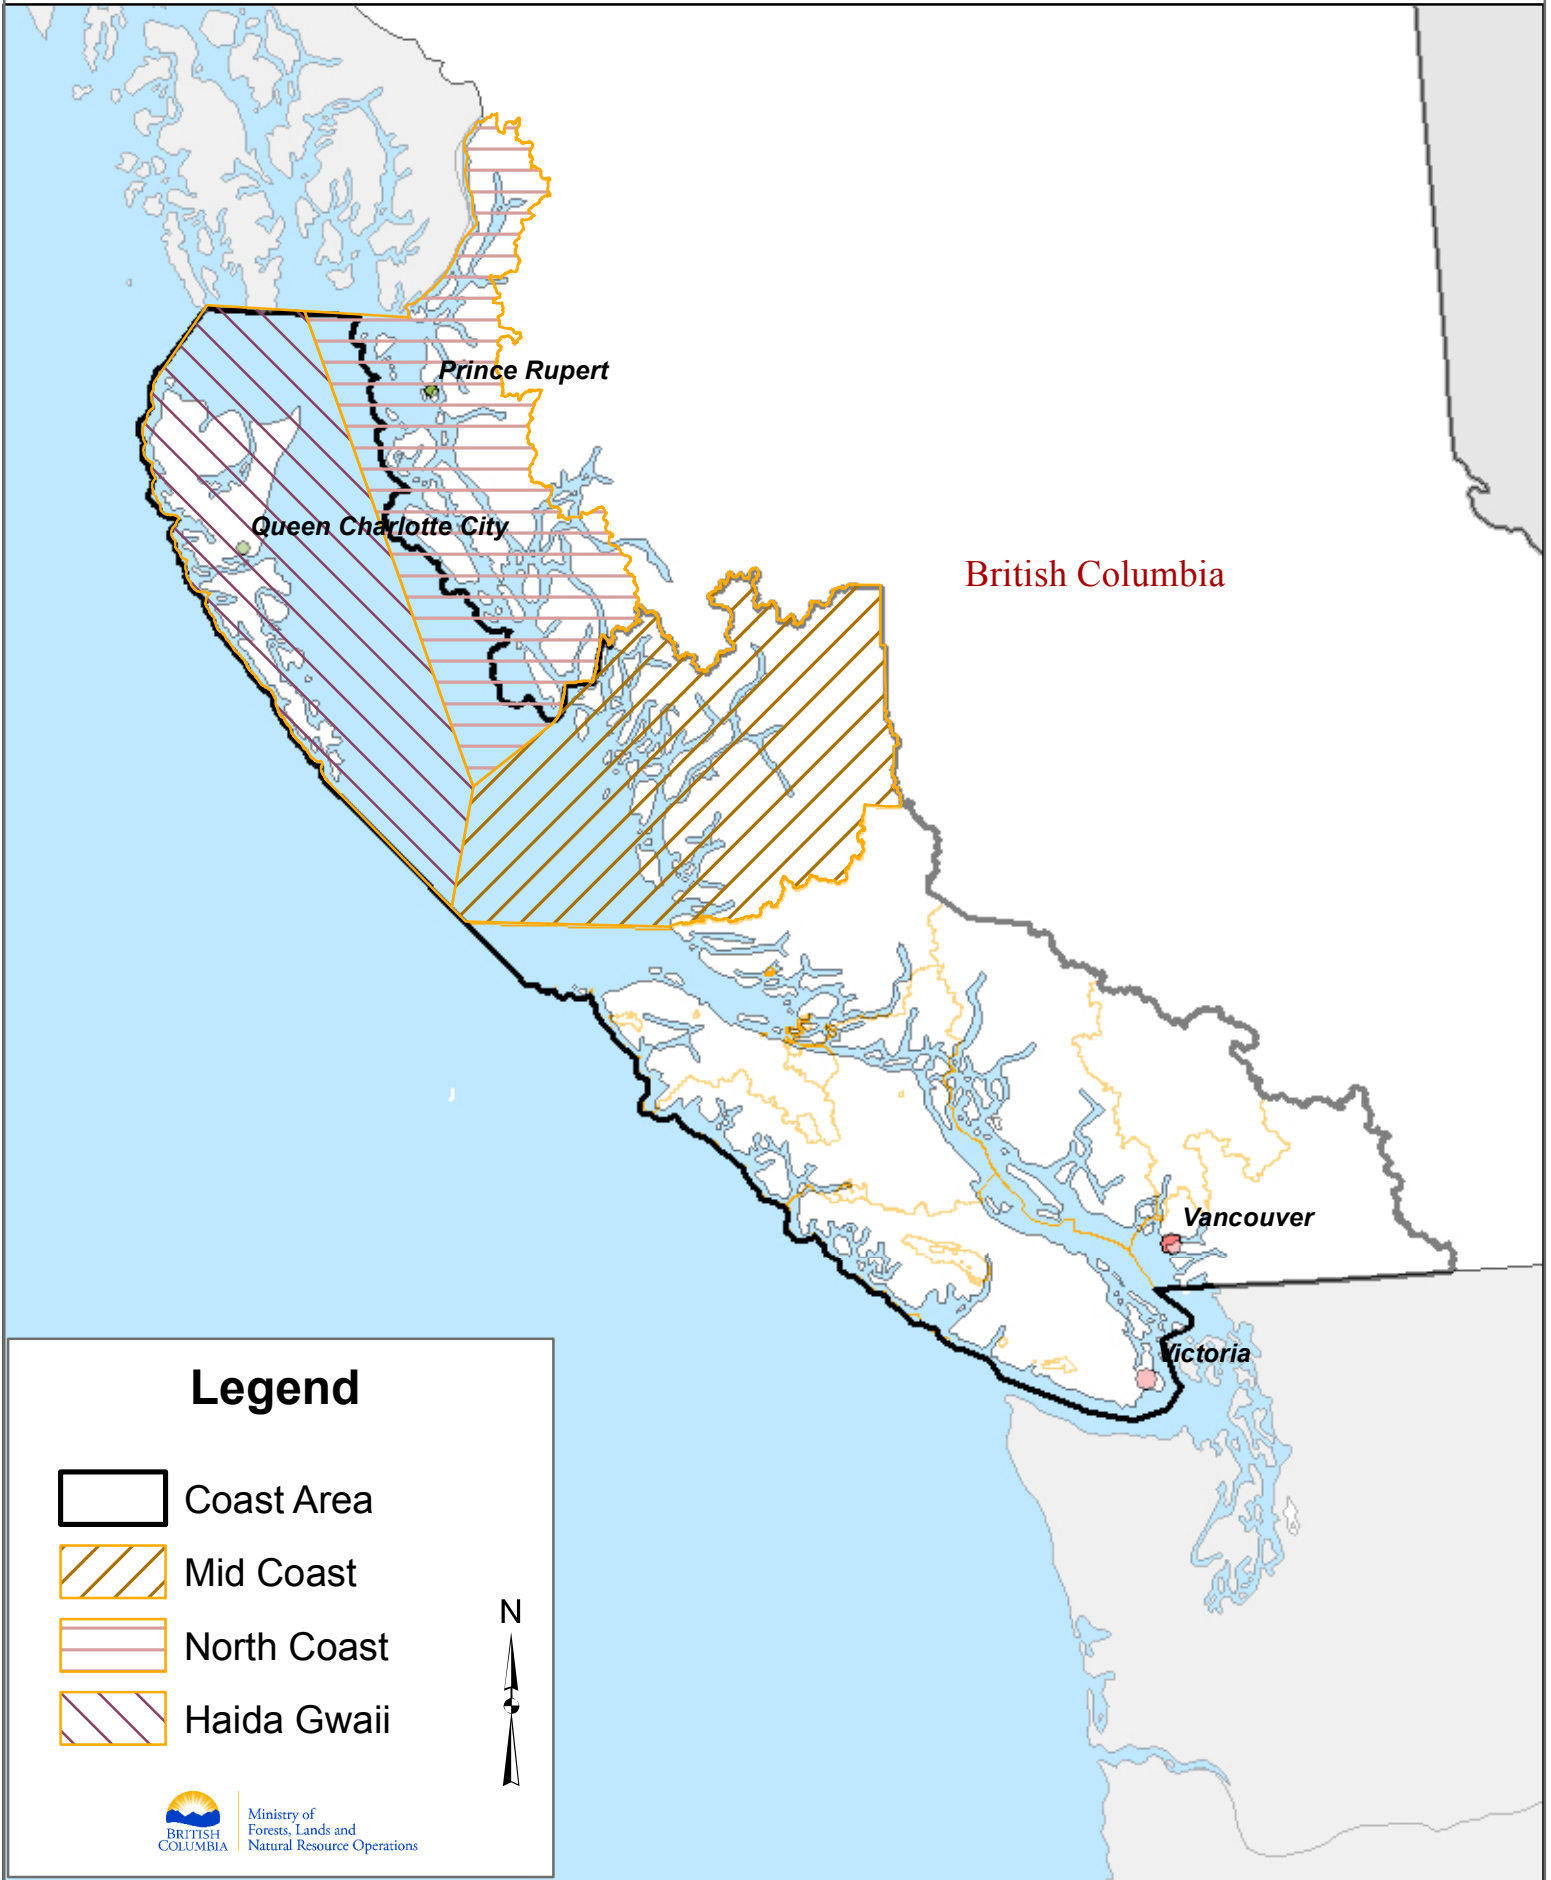 Prince Rupert
Queen Charlotte City
British Columbia
Vancouver
Victoria
Legend
Coast Area
Mid Coast
North Coast
Haida Gwaii
N
BRITISH
COLUMBIA
Ministry of
Forests, Lands and
Natural Resource Operations